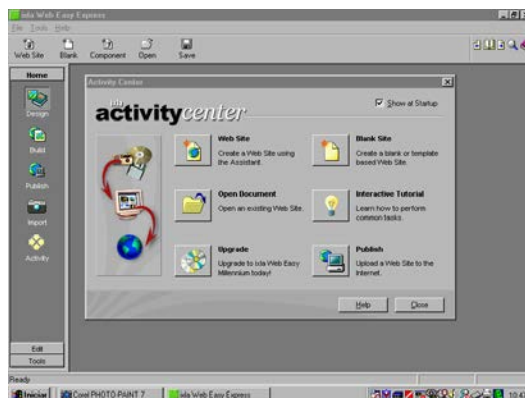 ixla Web Easy Express
File Tools Help
Web Site Blank Component Open Save
Home
Design
Build
Publish
Import
Activity
Edit
Tools
Activity Center
ixla
activitycenter
Show at Startup
Web Site
Create a Web Site using
the Assistant.
Blank Site
Create a blank or template
based Web Site.
Open Document
Open an existing Web Site.
Interactive Tutorial
Learn how to perform
common tasks.
Upgrade
Upgrade to ixla Web Easy
Millennium today!
Publish
Upload a Web Site to the
Internet.
Help Close
Ready
Iniciar Corel PHOTO-PAINT 7 ixla Web Easy Express